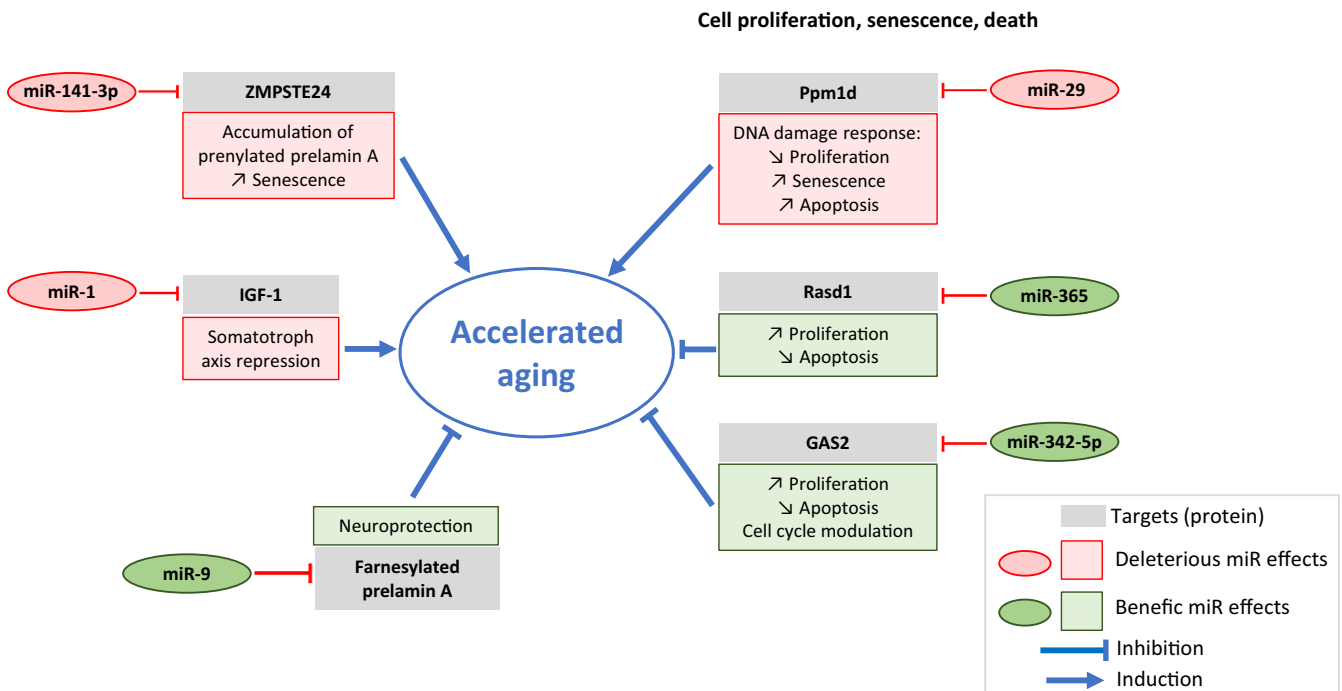 Cell proliferation, senescence, death
miR-141-3p
ZMPSTE24
Accumulation of
prenylated prelamin A
↗ Senescence
Ppm1d
miR-29
DNA damage response:
↘ Proliferation
↗ Senescence
↗ Apoptosis
miR-1
IGF-1
Somatotroph
axis repression
Accelerated
aging
Rasd1
miR-365
↗ Proliferation
↘ Apoptosis
GAS2
miR-342-5p
↗ Proliferation
↘ Apoptosis
Cell cycle modulation
Neuroprotection
miR-9
Farnesylated
prelamin A
Targets (protein)
Deleterious miR effects
Benefic miR effects
Inhibition
Induction